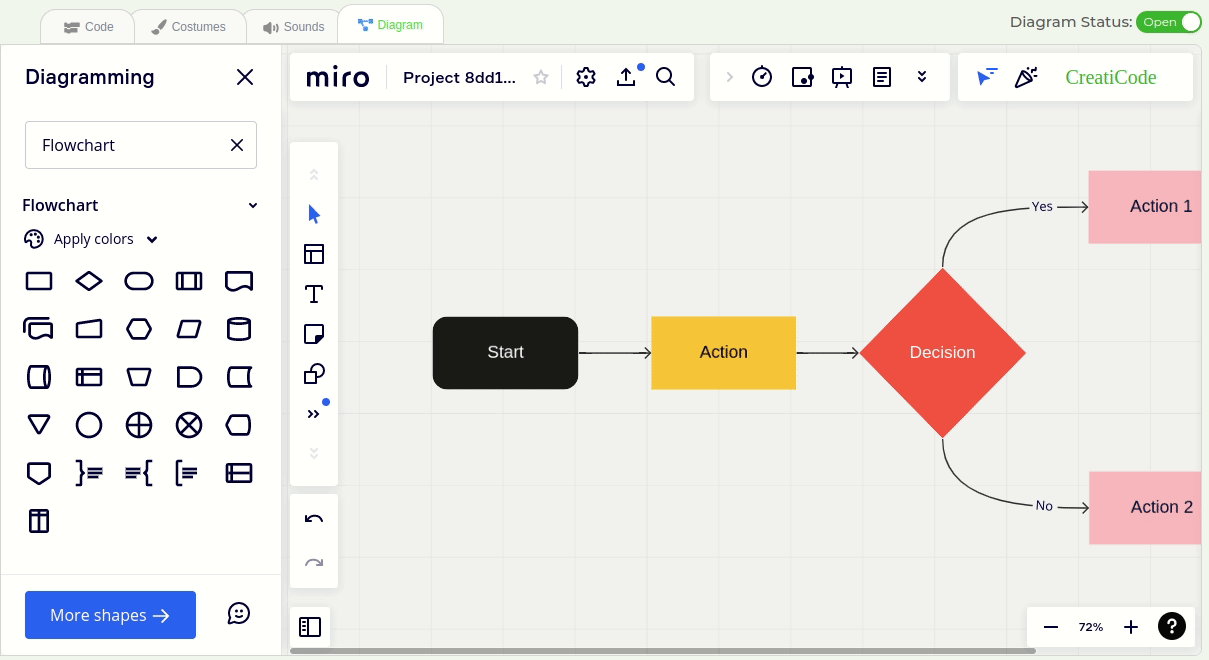 Code
Costumes
Sounds
Diagram
Diagram Status:
Open
Diagramming
miro
Project 8dd1...
CreatiCode
Flowchart
Flowchart
Apply colors
Start
Action
Decision
Yes
Action 1
No
Action 2
More shapes
72%
?